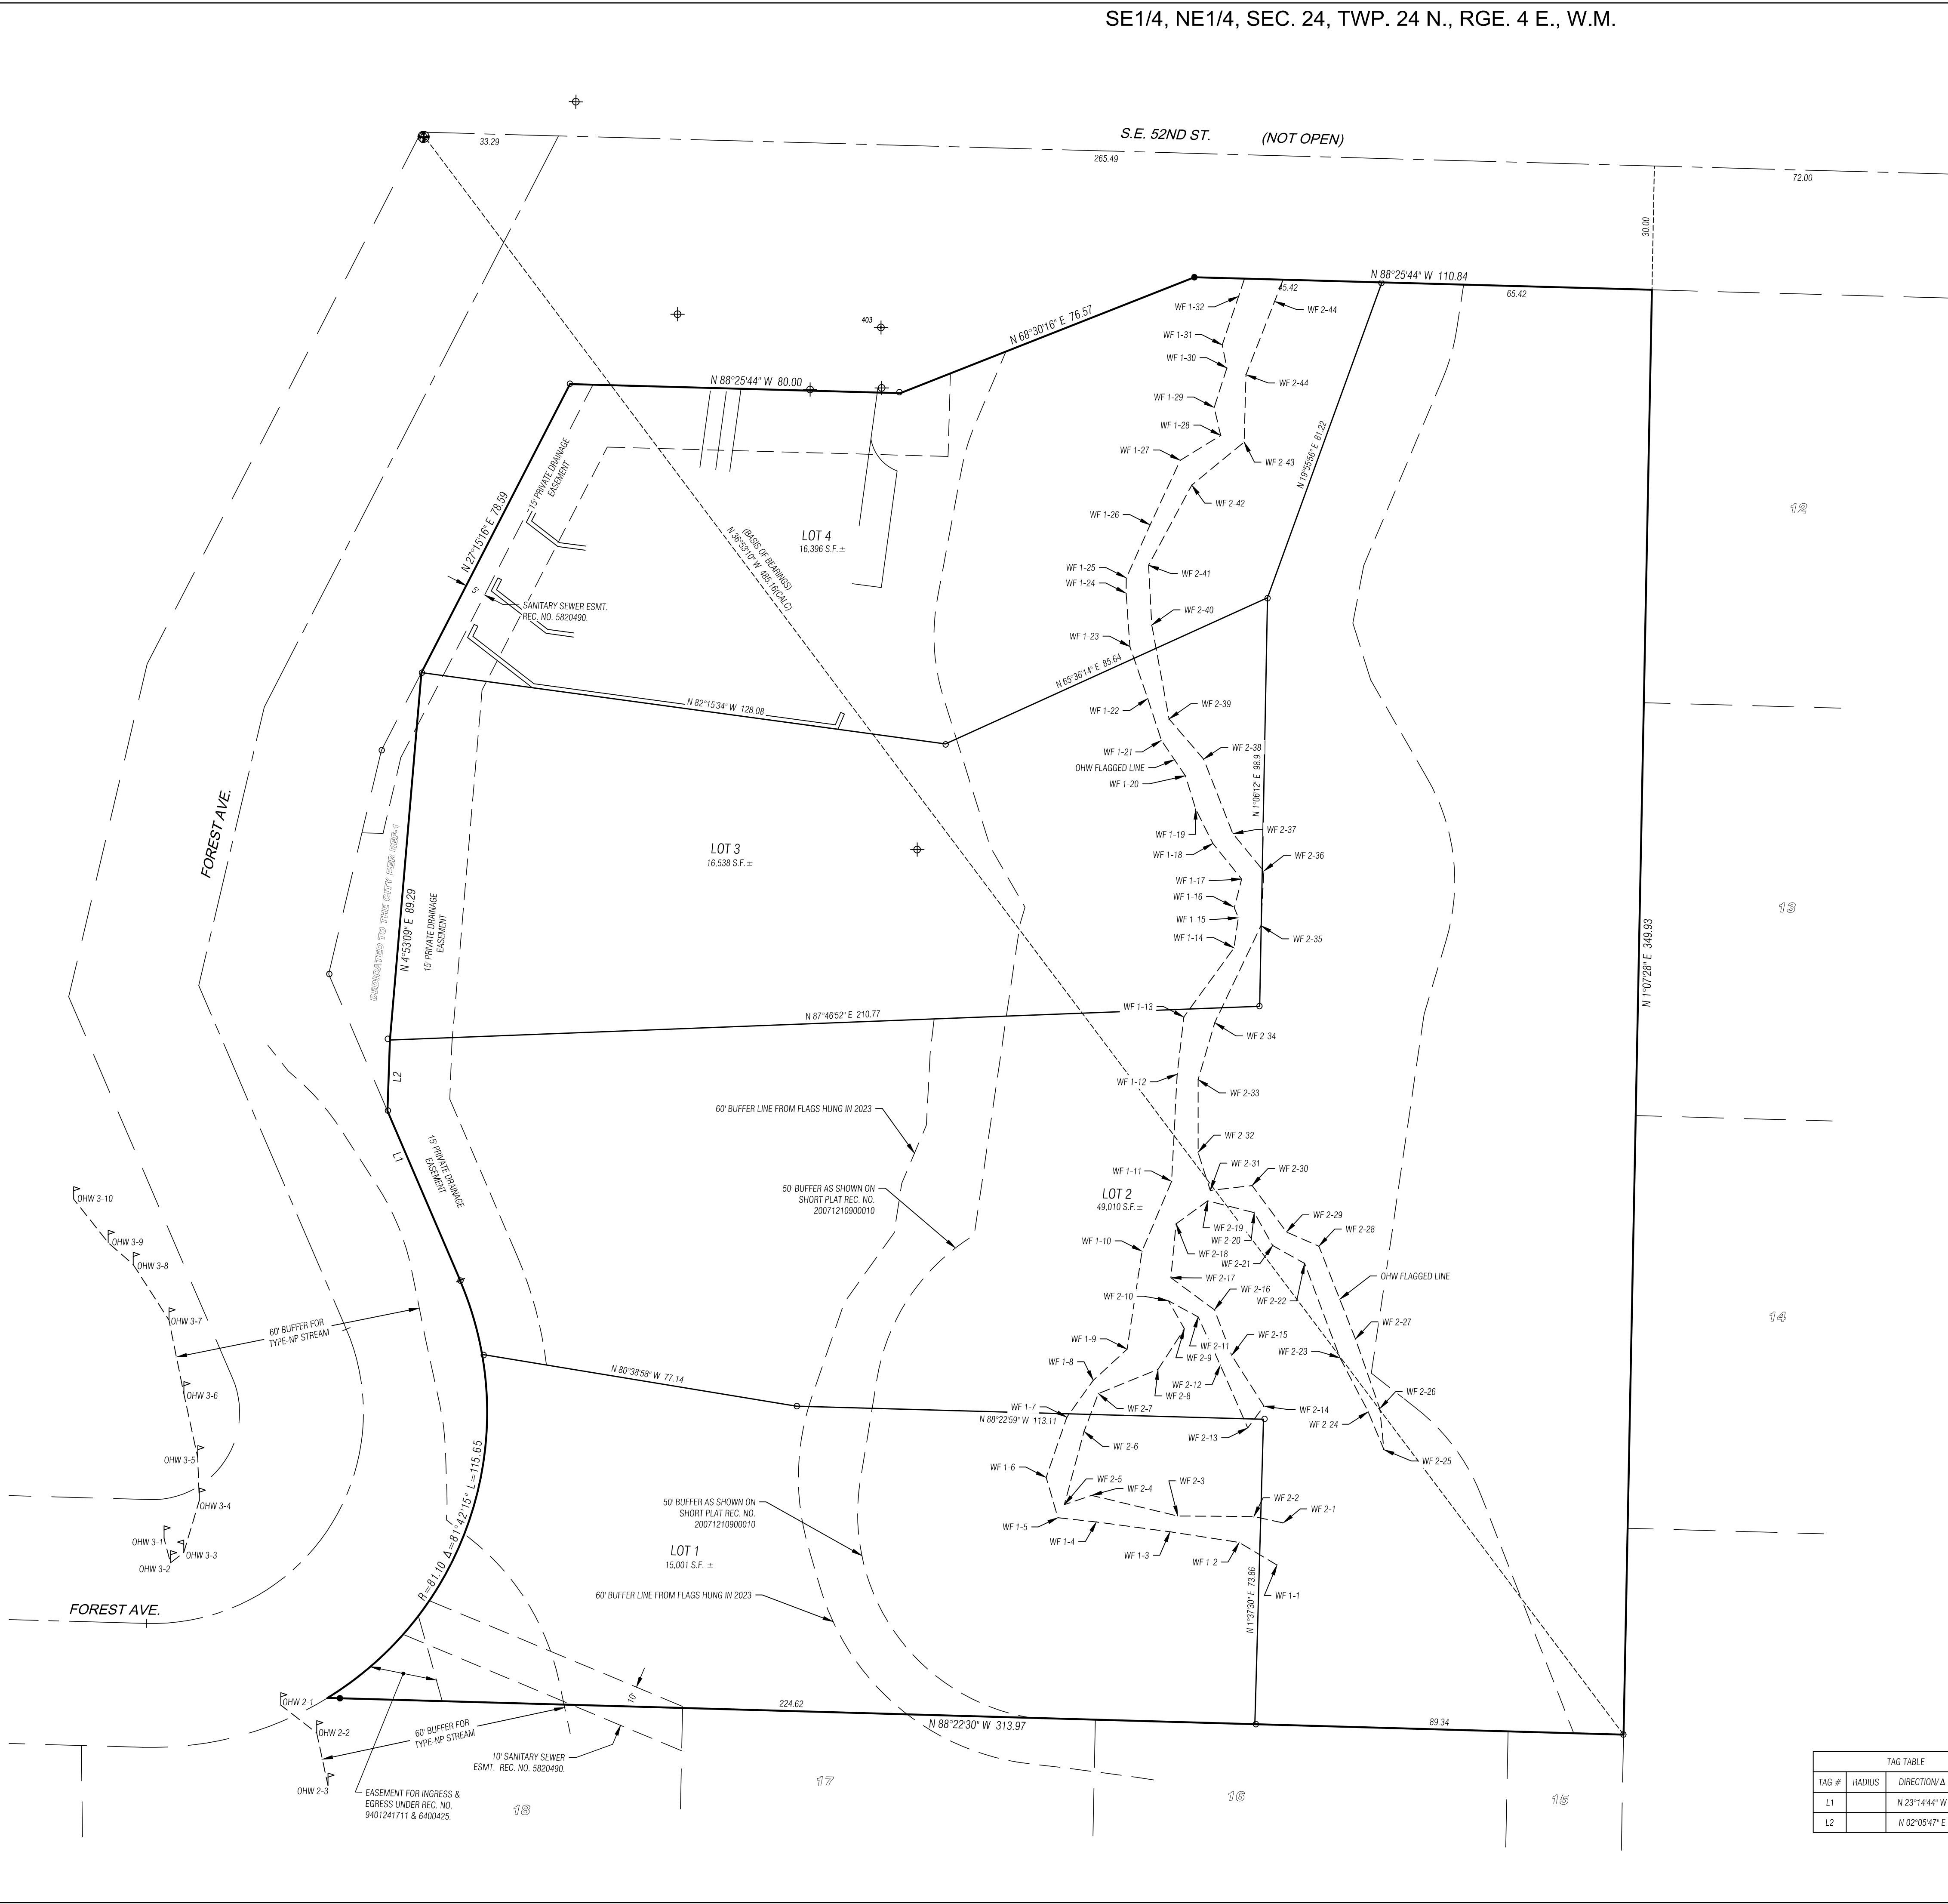 SE1/4, NE1/4, SEC. 24, TWP. 24 N., RGE. 4 E., W.M.
S.E. 52ND ST. (NOT OPEN)
33.29
265.49
72.00
30.00
N 88°25'44" W 110.84
45.42
65.42
403
N 68°30'16" E 76.57
N 88°25'44" W 80.00
N 27°15'16" E 78.59
15' PRIVATE DRAINAGE
EASEMENT
5'
SANITARY SEWER ESMT.
REC. NO. 5820490.
LOT 4
16,396 S.F.±
(BASIS OF BEARINGS)
N 36°53'10" W 485.16(CALC)
N 19°55'56" E 81.22
N 65°36'14" E 85.64
N 82°15'34" W 128.08
WF 1-32
WF 1-31
WF 1-30
WF 1-29
WF 1-28
WF 1-27
WF 1-26
WF 1-25
WF 1-24
WF 1-23
WF 1-22
WF 1-21
OHW FLAGGED LINE
WF 1-20
WF 1-19
WF 1-18
WF 1-17
WF 1-16
WF 1-15
WF 1-14
WF 1-13
WF 1-12
WF 1-11
WF 1-10
WF 1-9
WF 1-8
WF 1-7
WF 1-6
WF 1-5
WF 1-4
WF 1-3
WF 1-2
WF 1-1
WF 2-44
WF 2-44
WF 2-43
WF 2-42
WF 2-41
WF 2-40
WF 2-39
WF 2-38
WF 2-37
WF 2-36
WF 2-35
WF 2-34
WF 2-33
WF 2-32
WF 2-31
WF 2-30
WF 2-29
WF 2-28
OHW FLAGGED LINE
WF 2-27
WF 2-26
WF 2-25
WF 2-24
WF 2-23
WF 2-22
WF 2-21
WF 2-20
WF 2-19
WF 2-18
WF 2-17
WF 2-16
WF 2-15
WF 2-14
WF 2-13
WF 2-12
WF 2-11
WF 2-10
WF 2-9
WF 2-8
WF 2-7
WF 2-6
WF 2-5
WF 2-4
WF 2-3
WF 2-2
WF 2-1
N 1°06'12" E 98.9
12
13
14
N 1°07'28" E 349.93
FOREST AVE.
DEDICATED TO THE CITY PER REF-1
N 4°53'09" E 89.29
15' PRIVATE DRAINAGE
EASEMENT
LOT 3
16,538 S.F.±
N 87°46'52" E 210.77
L2
L1
15' PRIVATE DRAINAGE
EASEMENT
60' BUFFER LINE FROM FLAGS HUNG IN 2023
50' BUFFER AS SHOWN ON
SHORT PLAT REC. NO.
20071210900010
LOT 2
49,010 S.F.±
OHW 3-10
OHW 3-9
OHW 3-8
OHW 3-7
OHW 3-6
OHW 3-5
OHW 3-4
OHW 3-1
OHW 3-3
OHW 3-2
60' BUFFER FOR
TYPE-NP STREAM
N 80°38'58" W 77.14
N 88°22'59" W 113.11
R=81.10 Δ=81°42'15" L=115.65
50' BUFFER AS SHOWN ON
SHORT PLAT REC. NO.
20071210900010
LOT 1
15,001 S.F. ±
60' BUFFER LINE FROM FLAGS HUNG IN 2023
N 1°37'30" E 73.86
FOREST AVE.
OHW 2-1
OHW 2-2
OHW 2-3
60' BUFFER FOR
TYPE-NP STREAM
10'
224.62
N 88°22'30" W 313.97
89.34
10' SANITARY SEWER
ESMT. REC. NO. 5820490.
EASEMENT FOR INGRESS &
EGRESS UNDER REC. NO.
9401241711 & 6400425.
18
17
16
15
TAG TABLE
TAG # RADIUS DIRECTION/Δ
L1 N 23°14'44" W
L2 N 02°05'47" E